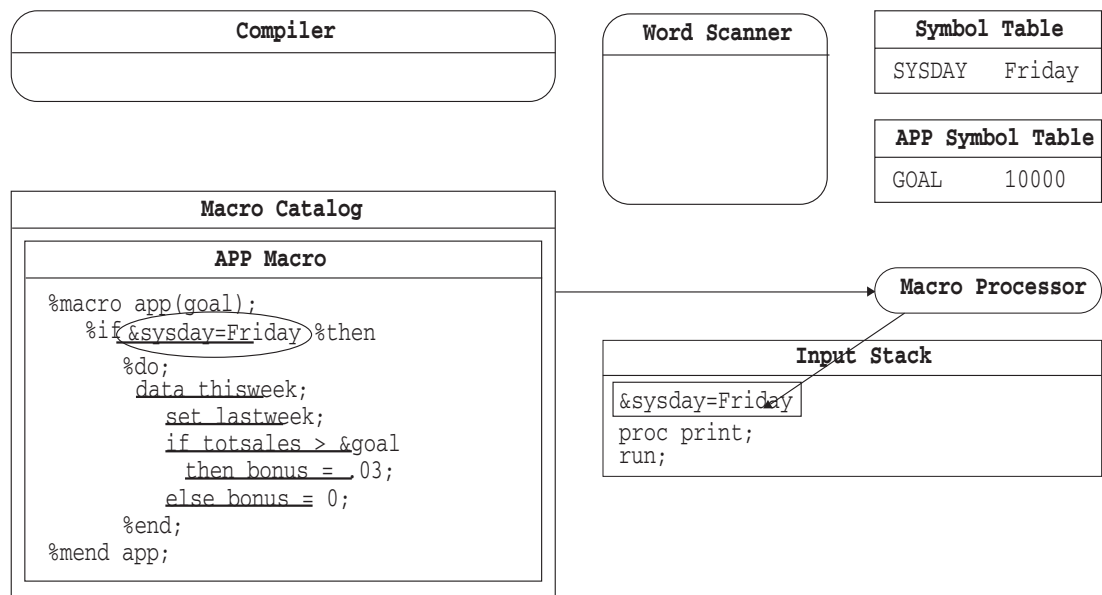 Compiler
Word Scanner
Symbol Table
SYSDAY Friday
APP Symbol Table
GOAL 10000
Macro Catalog
APP Macro
%macro app(goal);
%if &sysday=Friday %then
%do;
data thisweek;
set lastweek;
if totsales > &goal
then bonus = .03;
else bonus = 0;
%end;
%mend app;
Macro Processor
Input Stack
&sysday=Friday
proc print;
run;